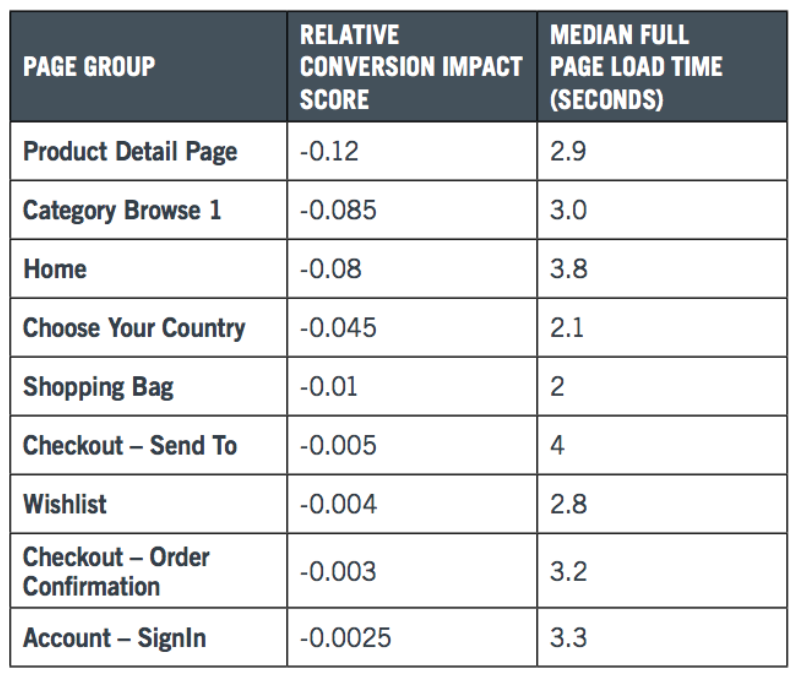 PAGE GROUP
RELATIVE
CONVERSION IMPACT
SCORE
MEDIAN FULL
PAGE LOAD TIME
(SECONDS)
Product Detail Page -0.12 2.9
Category Browse 1 -0.085 3.0
Home -0.08 3.8
Choose Your Country -0.045 2.1
Shopping Bag -0.01 2
Checkout – Send To -0.005 4
Wishlist -0.004 2.8
Checkout – Order
Confirmation -0.003 3.2
Account – SignIn -0.0025 3.3